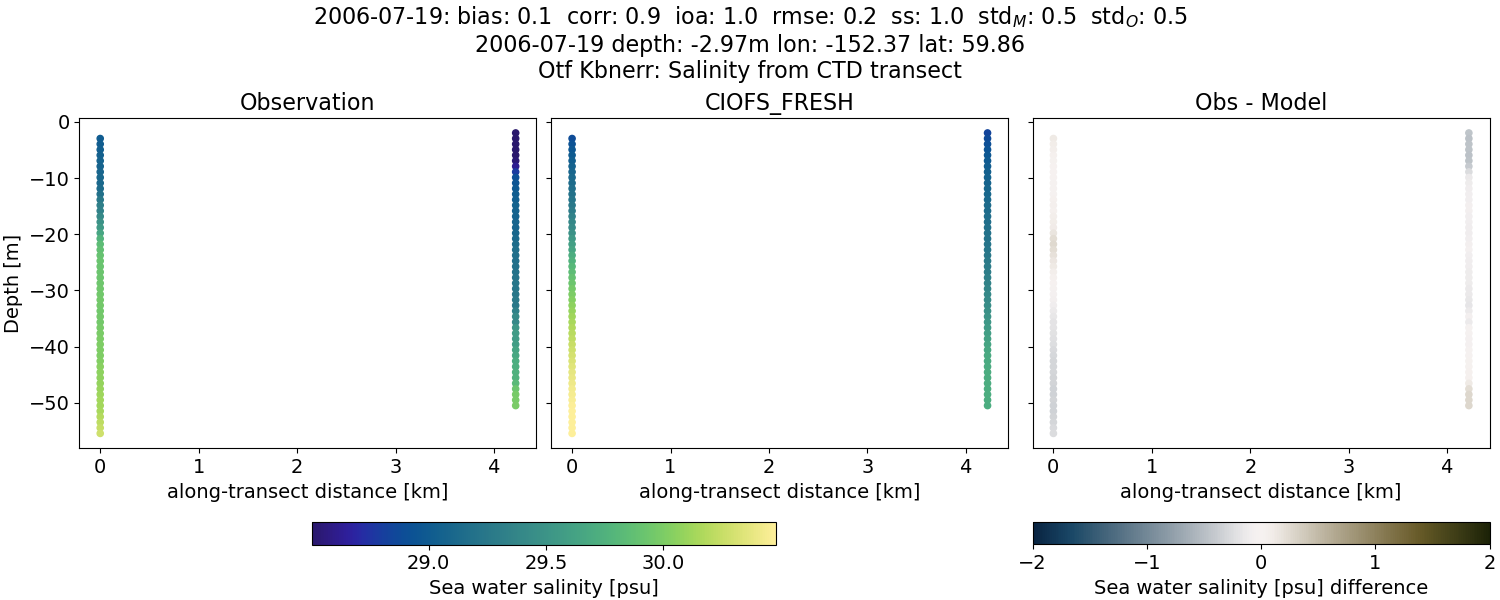 2006-07-19: bias: 0.1 corr: 0.9 ioa: 1.0 rmse: 0.2 ss: 1.0 std_M: 0.5 std_O: 0.5
2006-07-19 depth: -2.97m lon: -152.37 lat: 59.86
Otf Kbnerr: Salinity from CTD transect
Observation
CIOFS_FRESH
Obs - Model
Depth [m]
0
−10
−20
−30
−40
−50
0 1 2 3 4
0 1 2 3 4
0 1 2 3 4
along-transect distance [km]
along-transect distance [km]
along-transect distance [km]
29.0 29.5 30.0
Sea water salinity [psu]
−2 −1 0 1 2
Sea water salinity [psu] difference